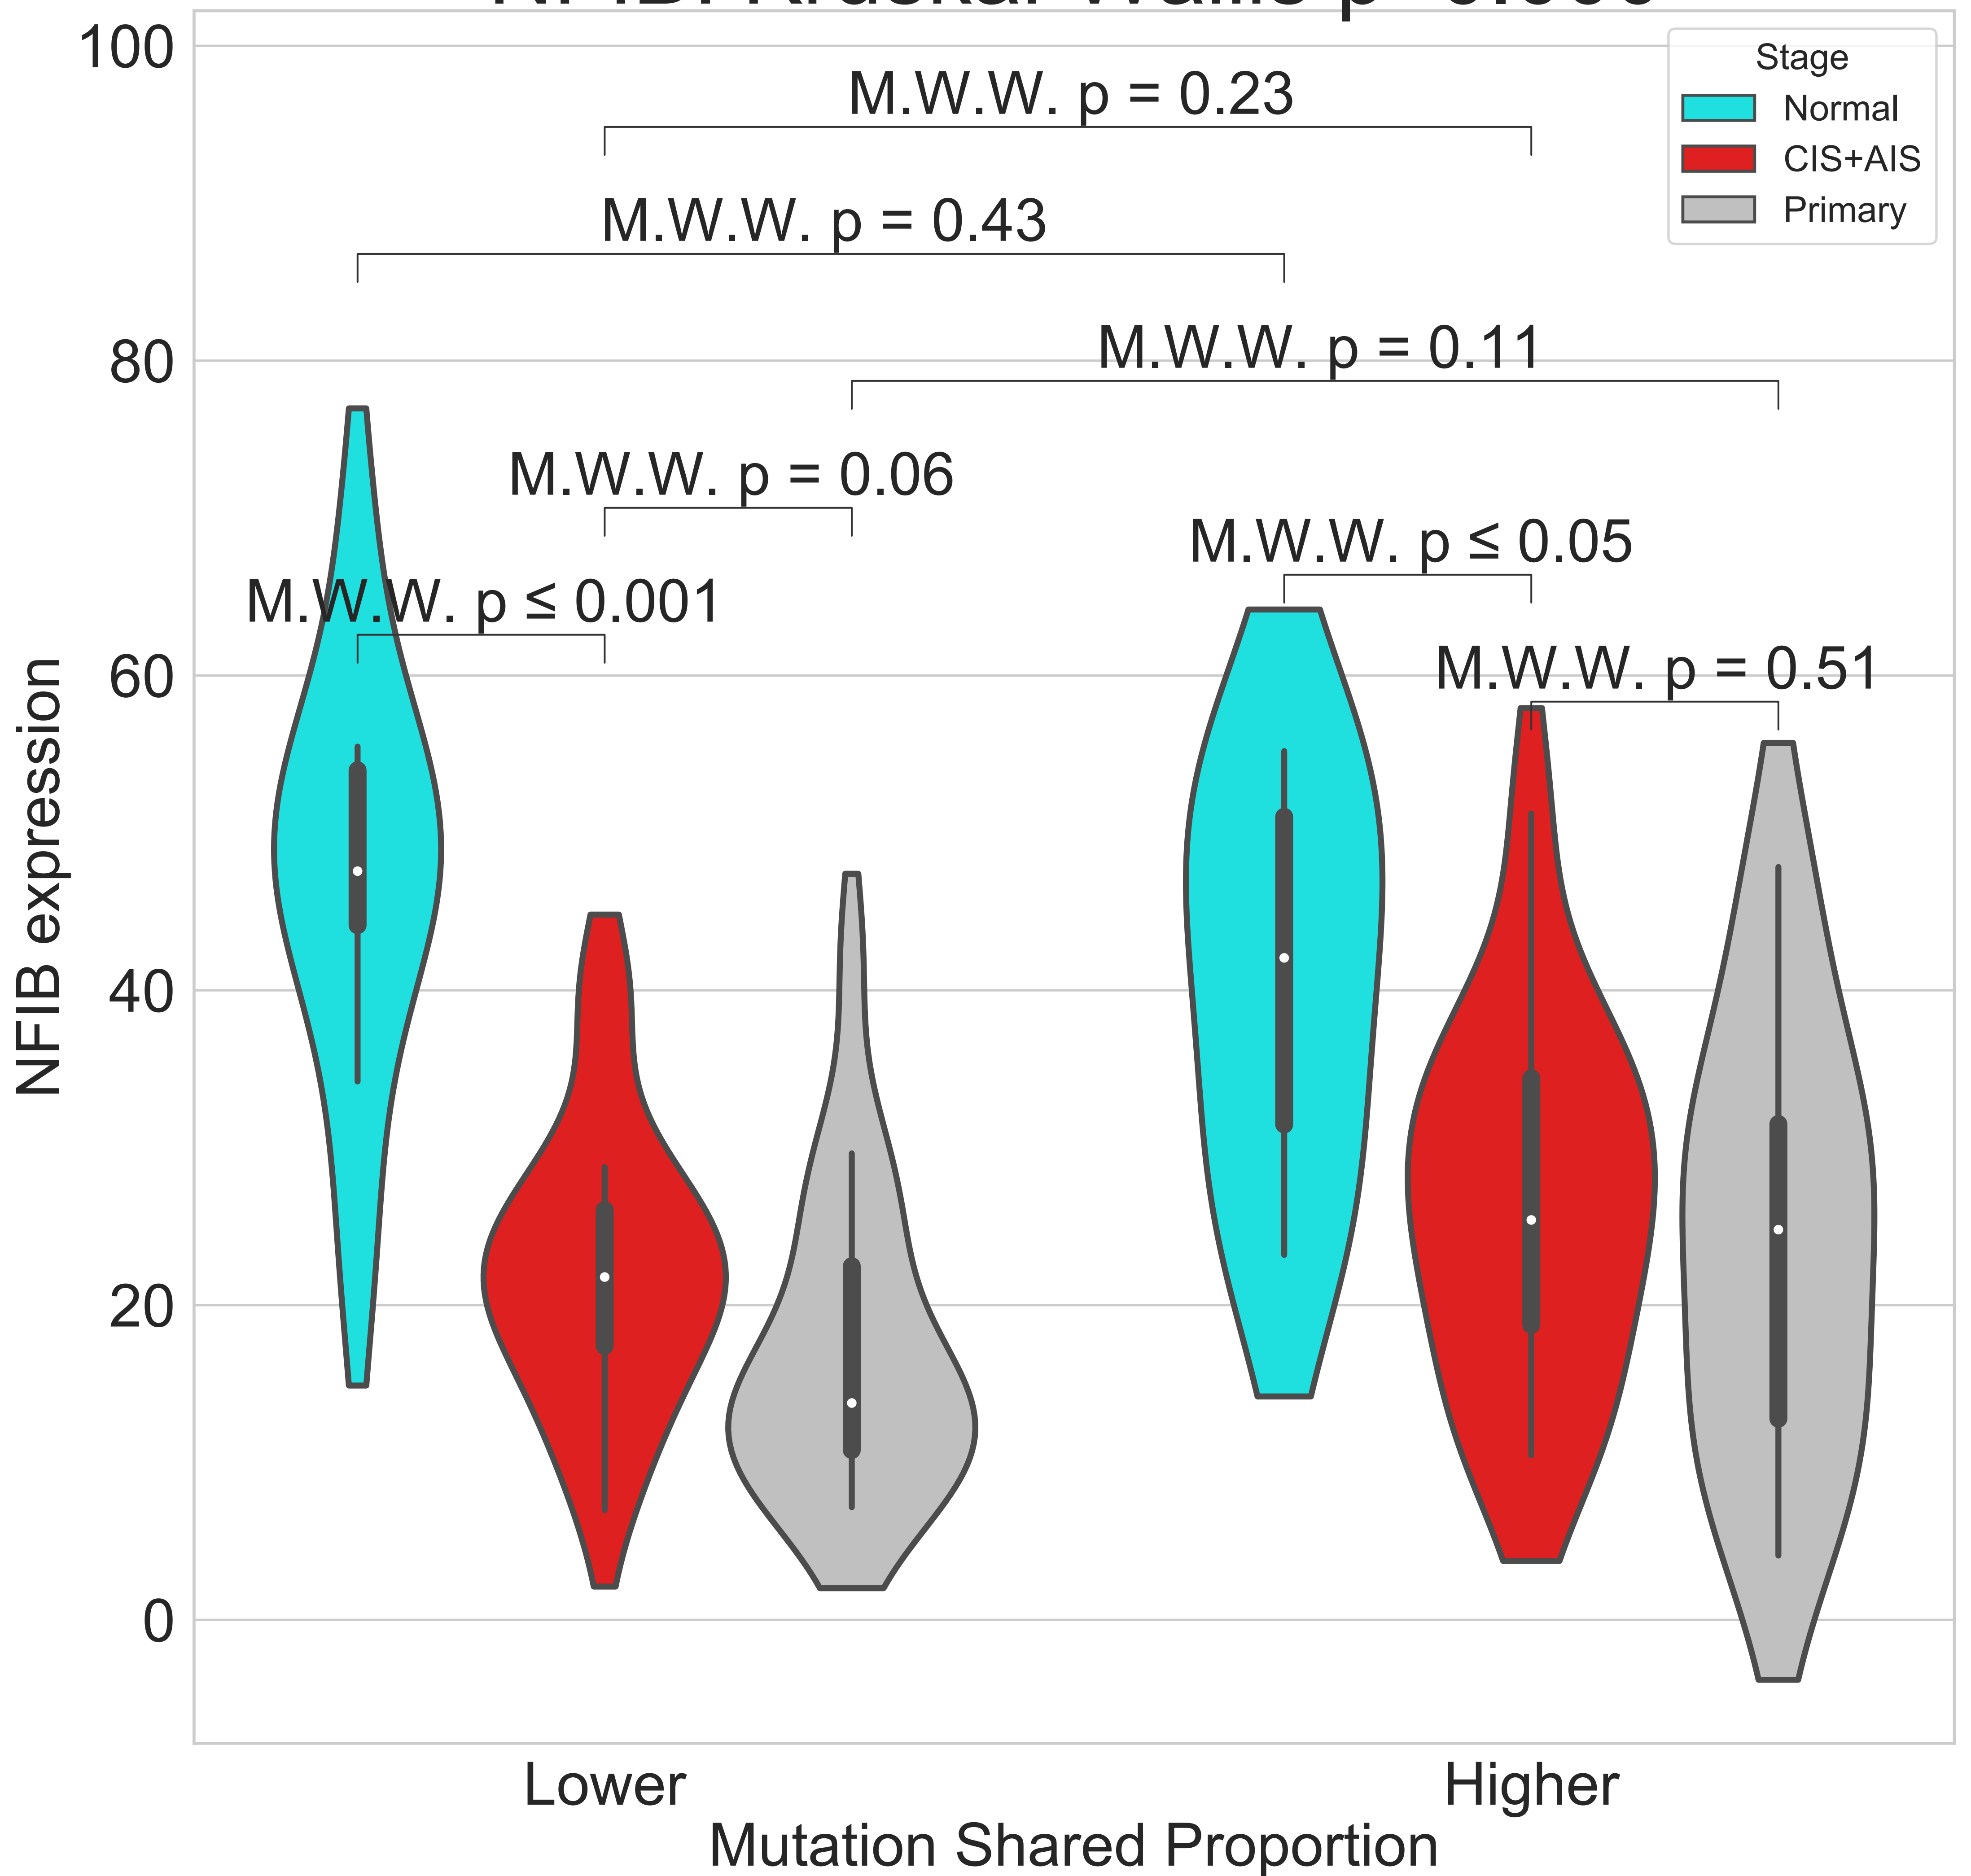 100
Stage
Normal
CIS+AIS
Primary
M.W.W. p = 0.23
M.W.W. p = 0.43
M.W.W. p = 0.11
80
M.W.W. p = 0.06
M.W.W. p ≤ 0.05
M.W.W. p ≤ 0.001
M.W.W. p = 0.51
60
NFIB expression
40
20
0
Lower
Higher
Mutation Shared Proportion